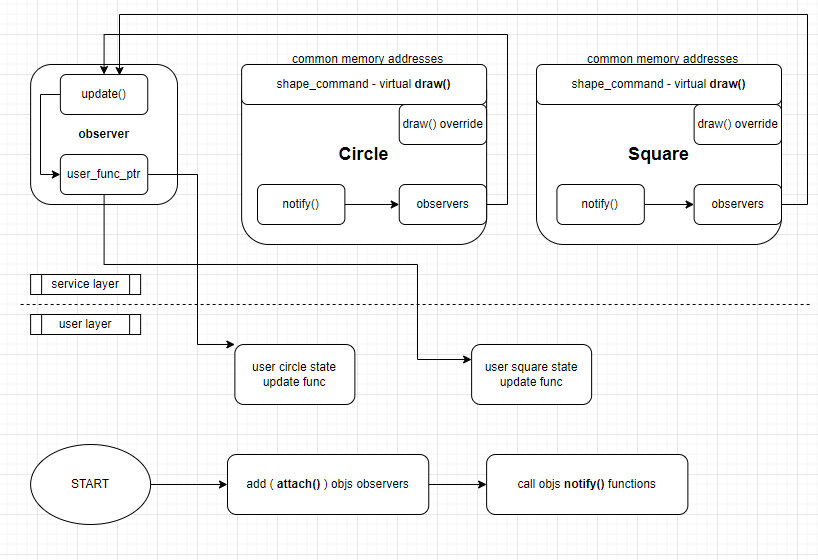 common memory addresses
common memory addresses
update()
observer
user_func_ptr
shape_command - virtual draw()
draw() override
Circle
notify()
observers
shape_command - virtual draw()
draw() override
Square
notify()
observers
service layer
user layer
user circle state
update func
user square state
update func
START
add ( attach() ) objs observers
call objs notify() functions